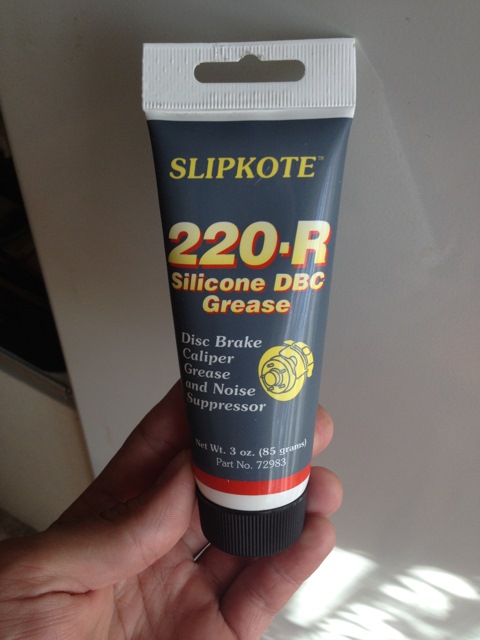 SLIPKOTE™
220-R
Silicone DBC
Grease
Disc Brake
Caliper
Grease
and Noise
Suppressor
Net Wt. 3 oz. (85 grams)
Part No. 72983